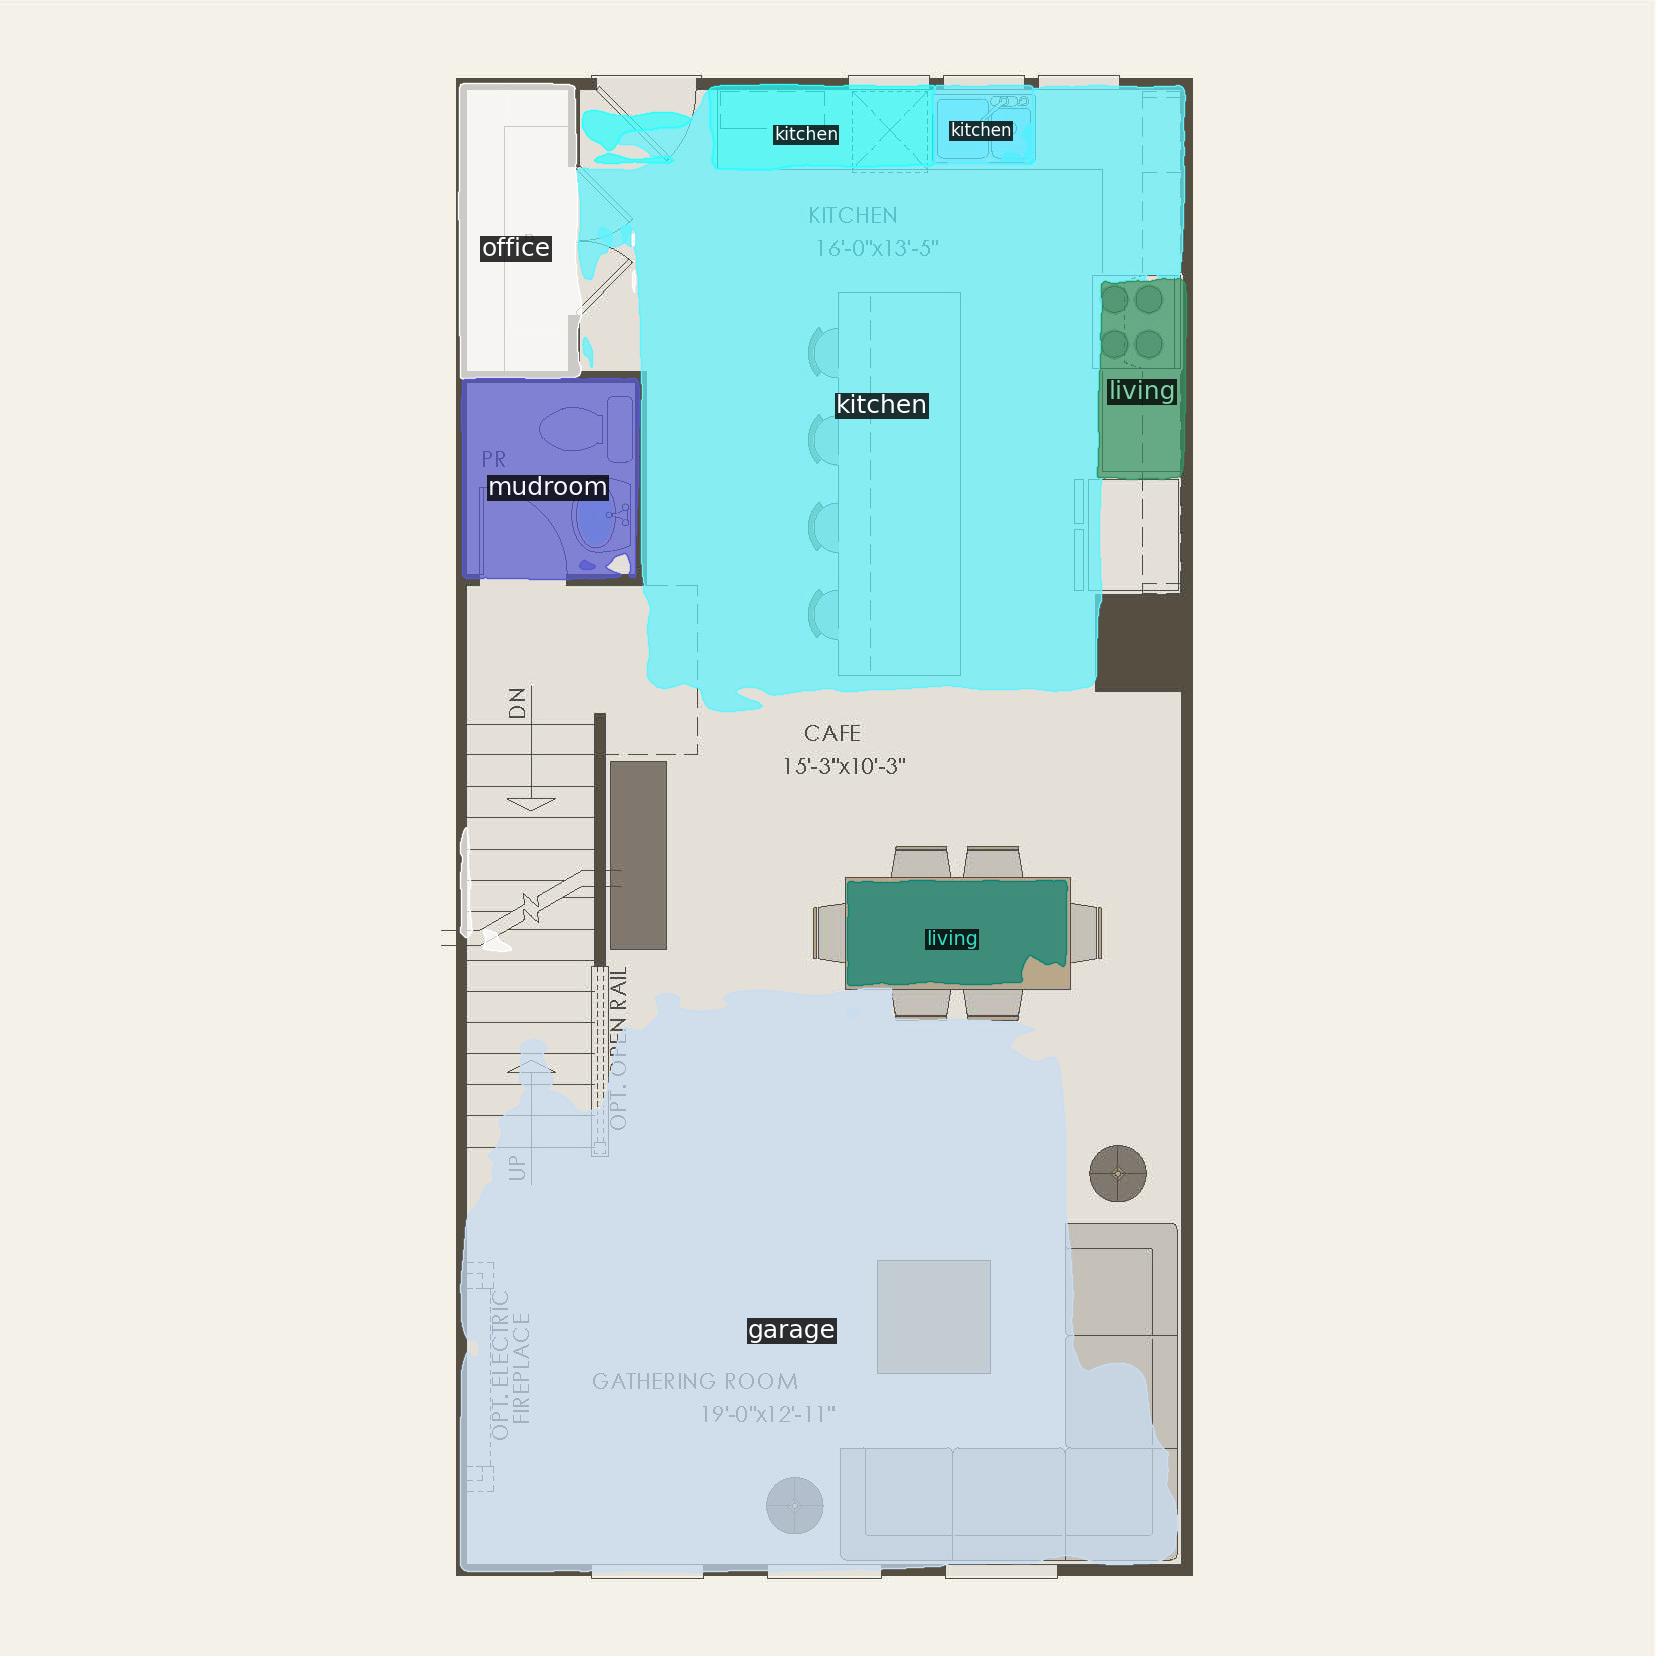 kitchen
kitchen
KITCHEN
16'-0"x13'-5"
office
living
kitchen
PR
mudroom
DN
CAFE
15'-3"x10'-3"
living
OPT. OPEN RAIL
UP
garage
OPT. ELECTRIC
FIREPLACE
GATHERING ROOM
19'-0"x12'-11"